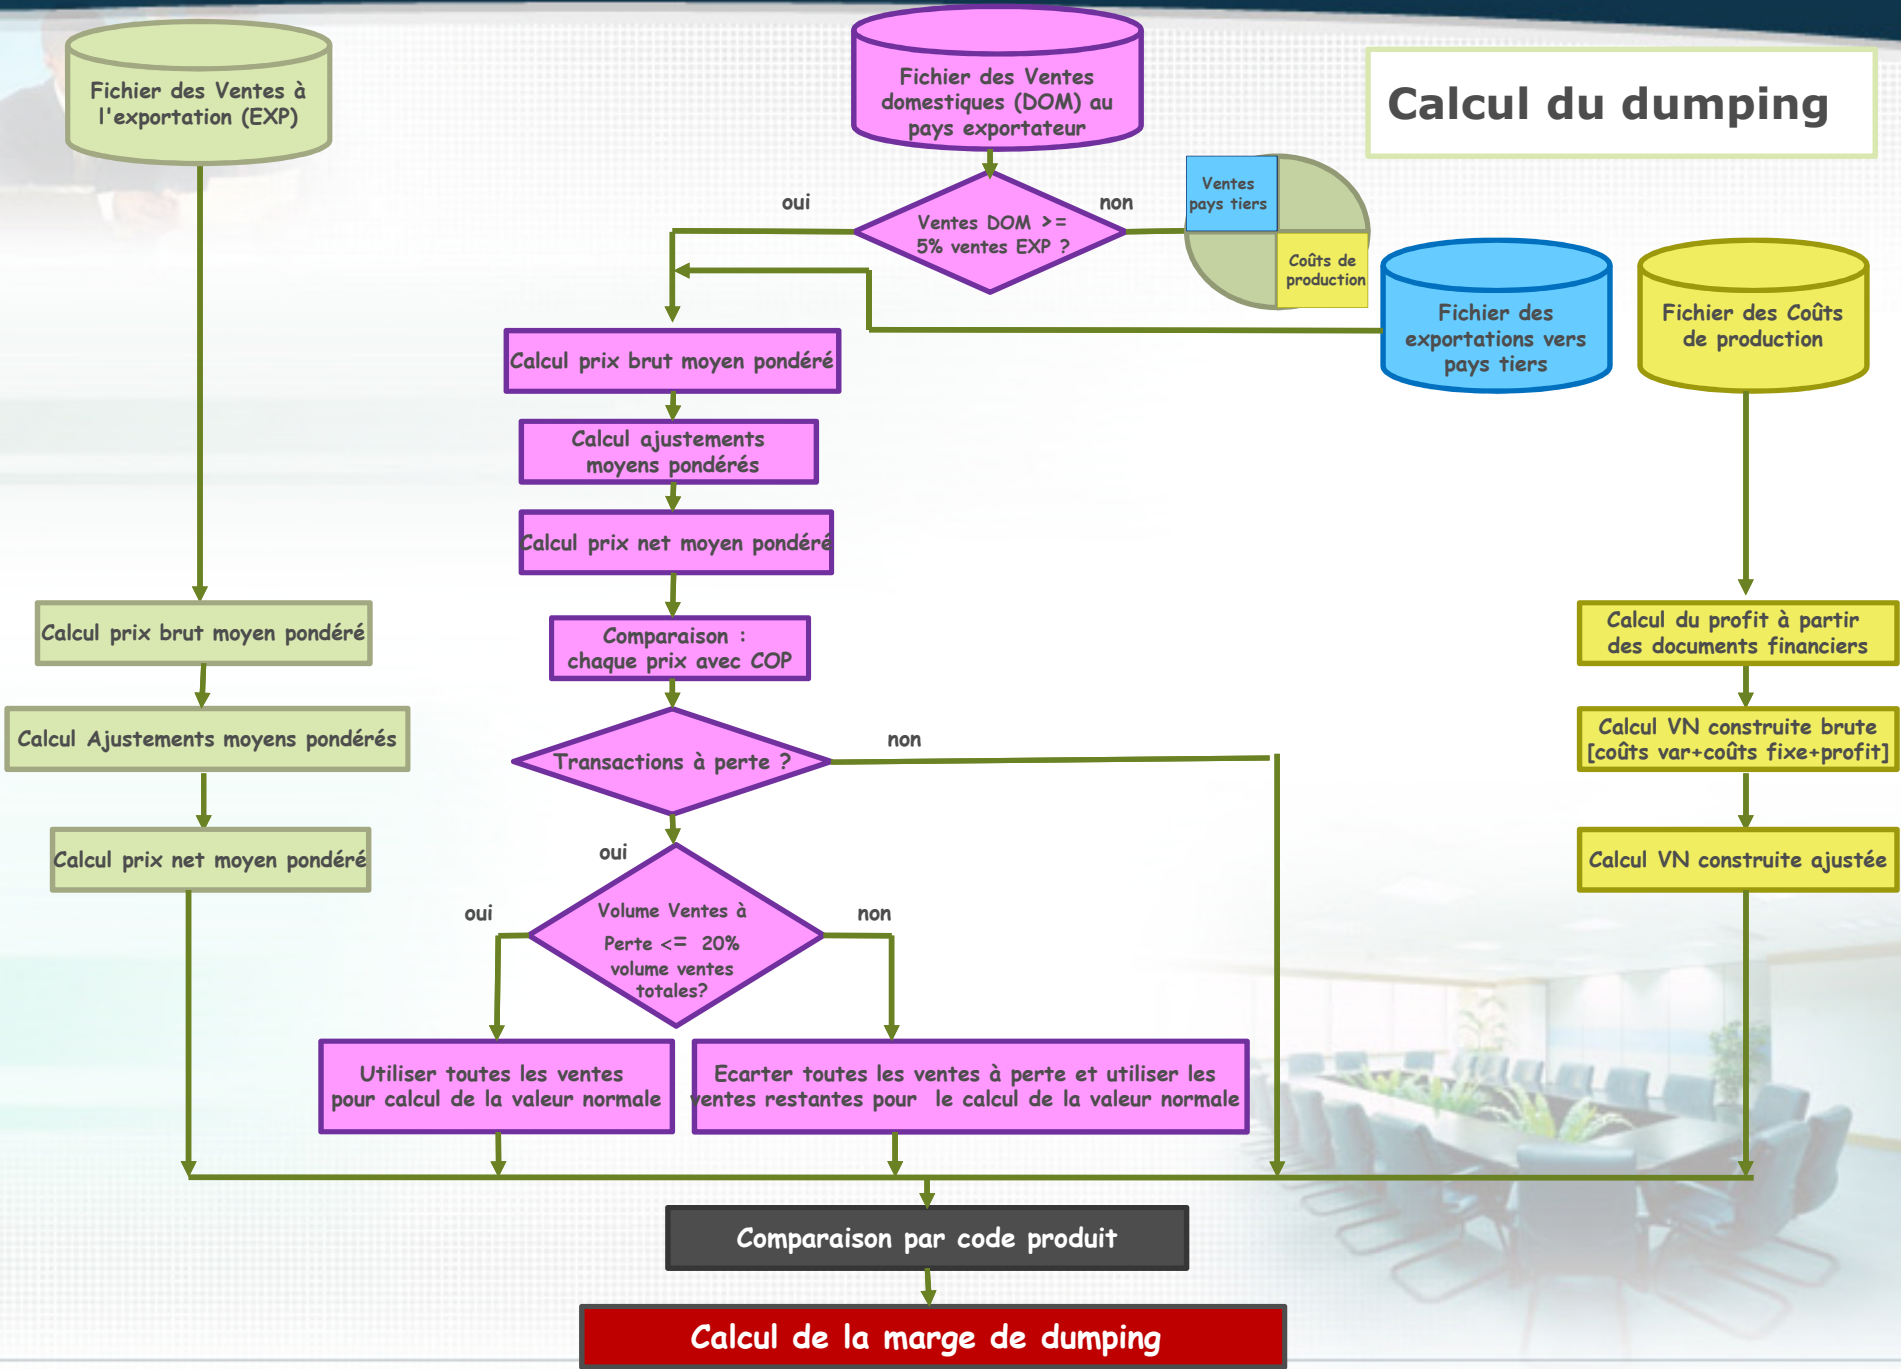 Fichier des Ventes à
l'exportation (EXP)
Fichier des Ventes
domestiques (DOM) au
pays exportateur
Calcul du dumping
oui
non
Ventes DOM >=
5% ventes EXP ?
Ventes
pays tiers
Coûts de
production
Fichier des
exportations vers
pays tiers
Fichier des Coûts
de production
Calcul prix brut moyen pondéré
Calcul ajustements
moyens pondérés
Calcul prix net moyen pondéré
Comparaison :
chaque prix avec COP
Calcul prix brut moyen pondéré
Calcul Ajustements moyens pondérés
Calcul prix net moyen pondéré
Calcul du profit à partir
des documents financiers
Calcul VN construite brute
[coûts var+coûts fixe+profit]
Calcul VN construite ajustée
Transactions à perte ?
non
oui
oui
non
Volume Ventes à
Perte <= 20%
volume ventes
totales?
Utiliser toutes les ventes
pour calcul de la valeur normale
Ecarter toutes les ventes à perte et utiliser les
ventes restantes pour le calcul de la valeur normale
Comparaison par code produit
Calcul de la marge de dumping